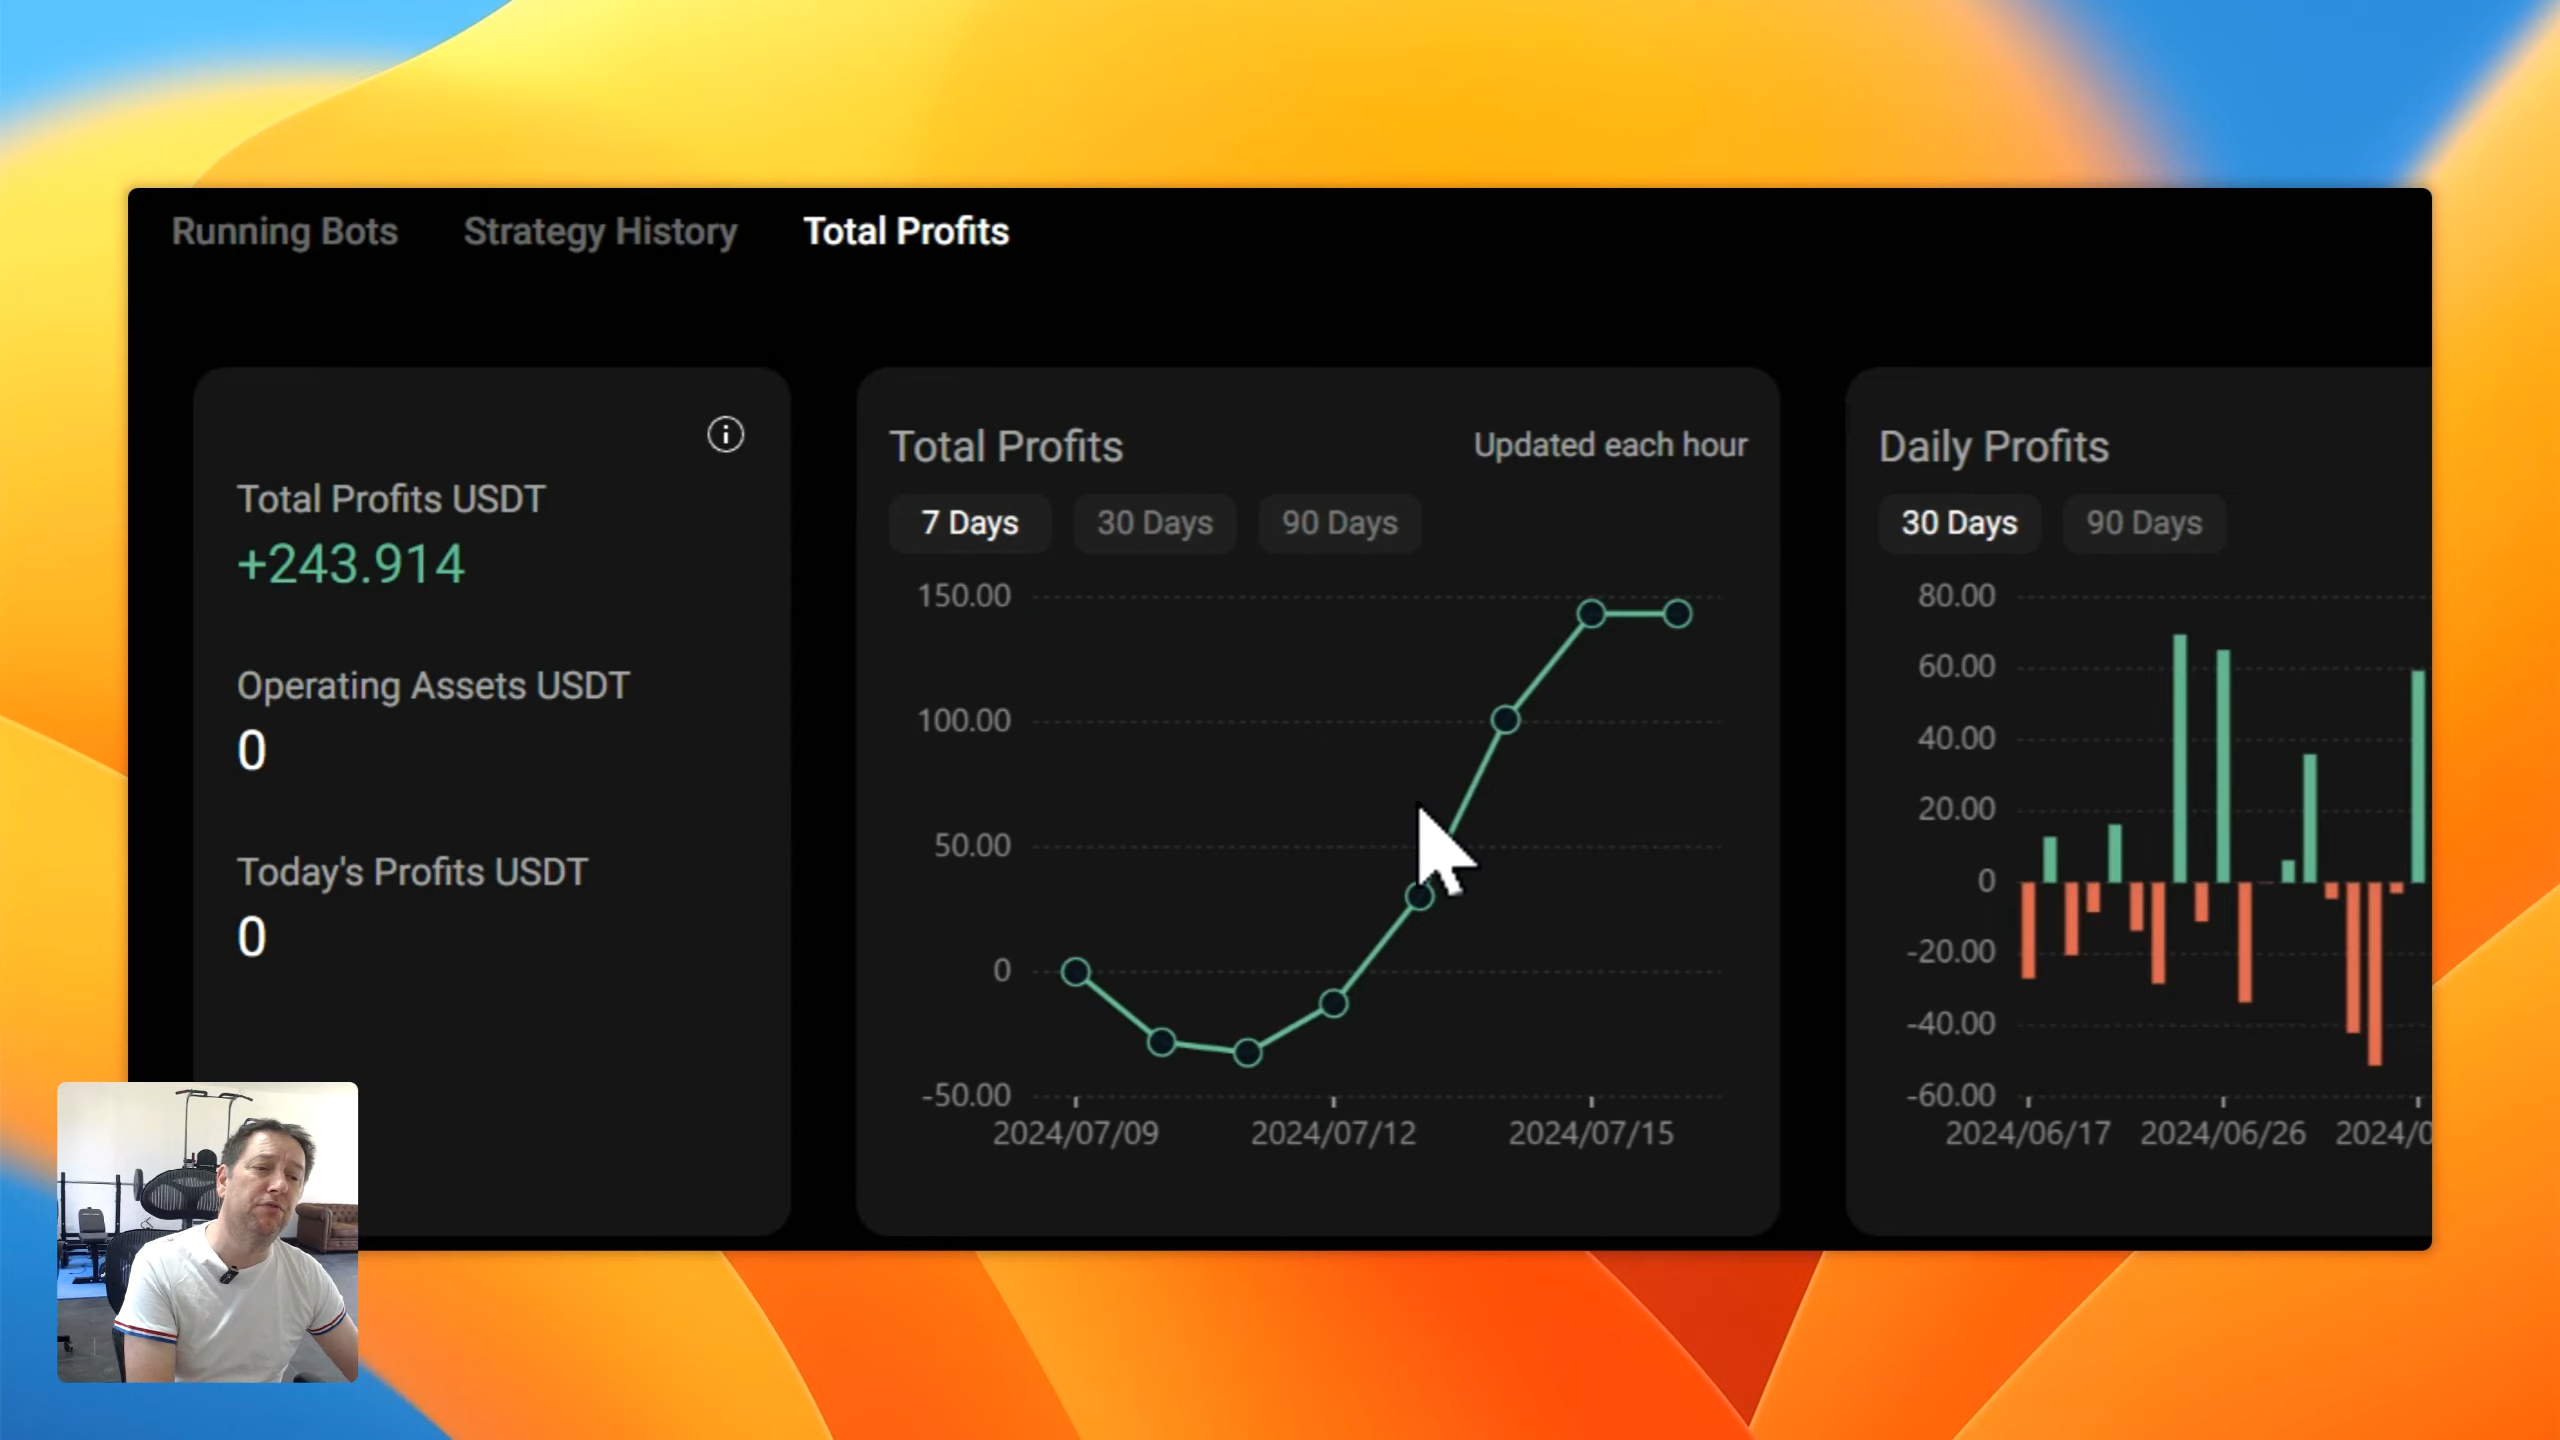 Running Bots Strategy History Total Profits
Total Profits USDT
+243.914
Operating Assets USDT
0
Today's Profits USDT
0
Total Profits Updated each hour
7 Days 30 Days 90 Days
150.00
100.00
50.00
0
-50.00
2024/07/09 2024/07/12 2024/07/15
Daily Profits
30 Days 90 Days
80.00
60.00
40.00
20.00
0
-20.00
-40.00
-60.00
2024/06/17 2024/06/26 2024/0